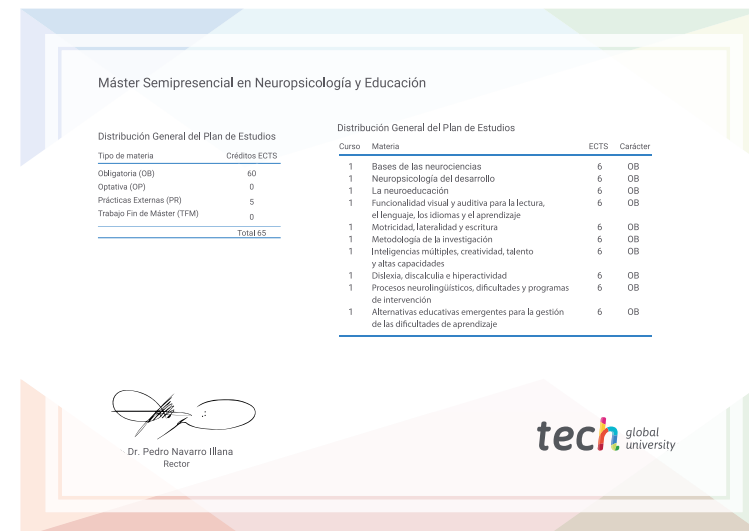 Máster Semipresencial en Neuropsicología y Educación
Distribución General del Plan de Estudios
Tipo de materia Créditos ECTS
Obligatoria (OB) 60
Optativa (OP) 0
Prácticas Externas (PR) 5
Trabajo Fin de Máster (TFM) 0
Total 65
Distribución General del Plan de Estudios
Curso Materia ECTS Carácter
1 Bases de las neurociencias 6 OB
1 Neuropsicología del desarrollo 6 OB
1 La neuroeducación 6 OB
1 Funcionalidad visual y auditiva para la lectura, 6 OB
el lenguaje, los idiomas y el aprendizaje
1 Motricidad, lateralidad y escritura 6 OB
1 Metodología de la investigación 6 OB
1 Inteligencias múltiples, creatividad, talento 6 OB
y altas capacidades
1 Dislexia, discalculia e hiperactividad 6 OB
1 Procesos neurolingüísticos, dificultades y programas 6 OB
de intervención
1 Alternativas educativas emergentes para la gestión 6 OB
de las dificultades de aprendizaje
Dr. Pedro Navarro Illana
Rector
tech global
university